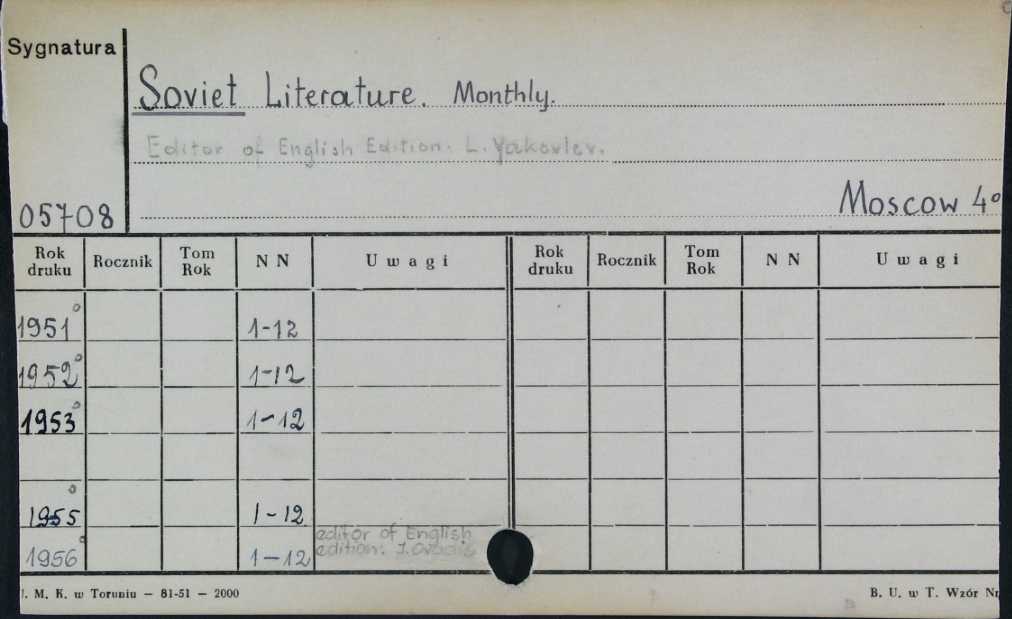 Sygnatura
Soviet Literature. Monthly.
Editor of English Edition: L. Yakovlev.
Moscow 4°
05708
Rok druku Rocznik Tom Rok N N Uwagi Rok druku Rocznik Tom Rok N N Uwagi
1951° 1-12
1952° 1-12
1953° 1-12
1955° 1-12
editor of English
1956° 1-12 edition: J.
. M. K. w Toruniu — 81-51 — 2000 B. U. w T. Wzór Nr